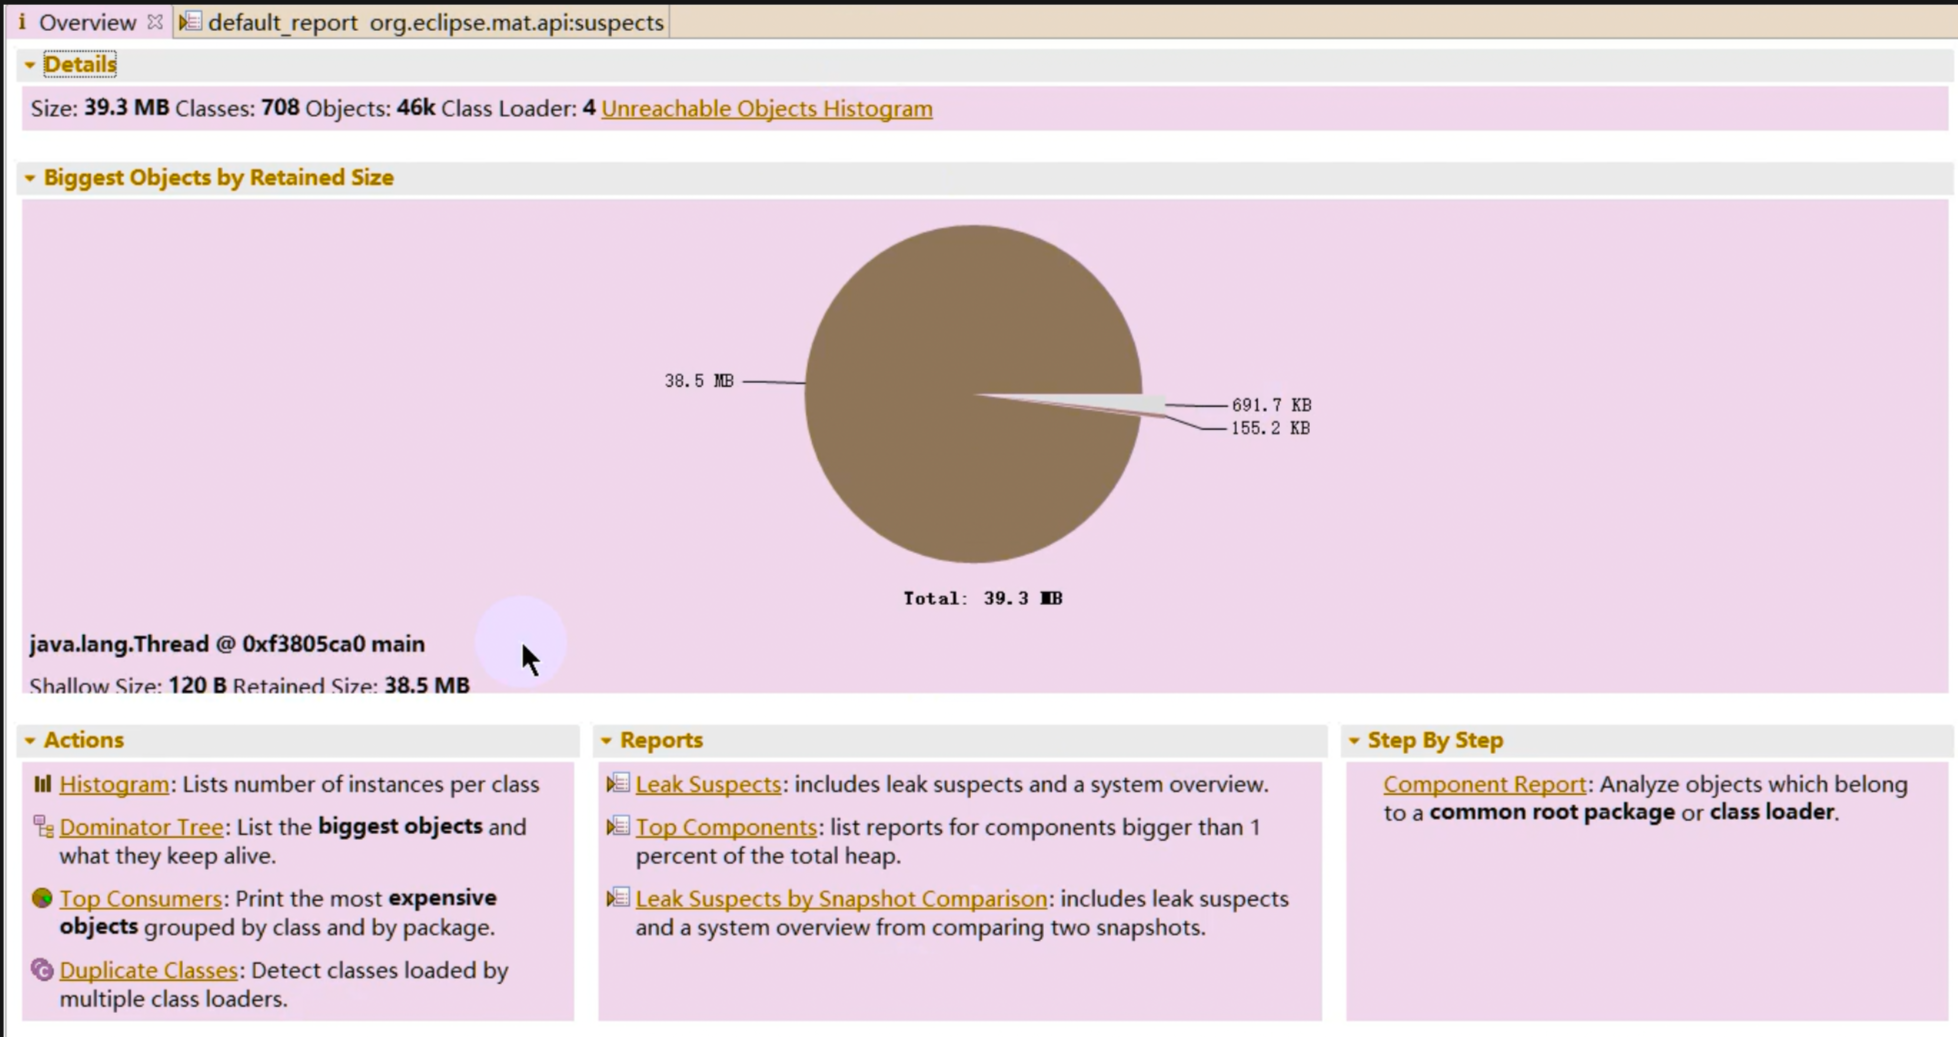 i Overview default_report org.eclipse.mat.api:suspects
Details
Size: 39.3 MB Classes: 708 Objects: 46k Class Loader: 4 Unreachable Objects Histogram
Biggest Objects by Retained Size
38.5 MB
691.7 KB
155.2 KB
Total: 39.3 MB
java.lang.Thread @ 0xf3805ca0 main
Shallow Size: 120 B Retained Size: 38.5 MB
Actions
Histogram: Lists number of instances per class
Dominator Tree: List the biggest objects and
what they keep alive.
Top Consumers: Print the most expensive
objects grouped by class and by package.
Duplicate Classes: Detect classes loaded by
multiple class loaders.
Reports
Leak Suspects: includes leak suspects and a system overview.
Top Components: list reports for components bigger than 1
percent of the total heap.
Leak Suspects by Snapshot Comparison: includes leak suspects
and a system overview from comparing two snapshots.
Step By Step
Component Report: Analyze objects which belong
to a common root package or class loader.